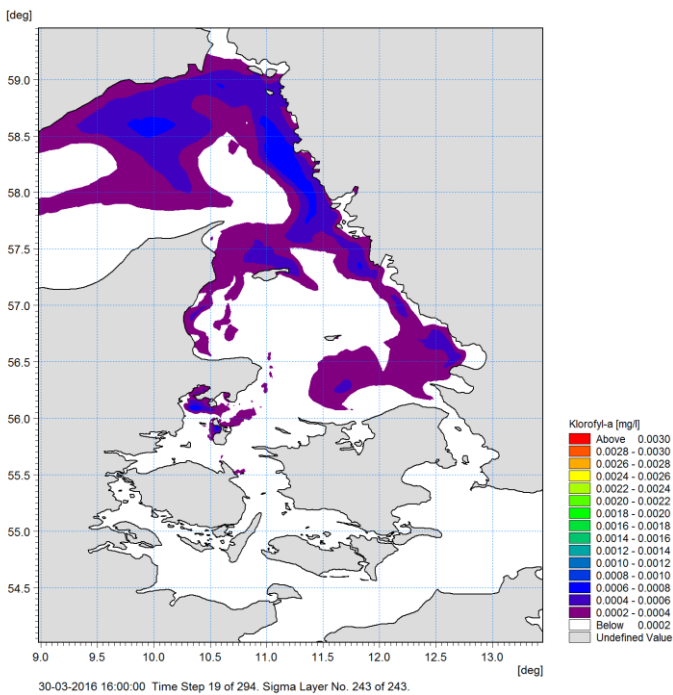 [deg]
59.0
58.5
58.0
57.5
57.0
56.5
56.0
55.5
55.0
54.5
9.0 9.5 10.0 10.5 11.0 11.5 12.0 12.5 13.0
[deg]
30-03-2016 16:00:00 Time Step 19 of 294. Sigma Layer No. 243 of 243.
Klorofyl-a [mg/l]
Above 0.0030
0.0028 - 0.0030
0.0026 - 0.0028
0.0024 - 0.0026
0.0022 - 0.0024
0.0020 - 0.0022
0.0018 - 0.0020
0.0016 - 0.0018
0.0014 - 0.0016
0.0012 - 0.0014
0.0010 - 0.0012
0.0008 - 0.0010
0.0006 - 0.0008
0.0004 - 0.0006
0.0002 - 0.0004
Below 0.0002
Undefined Value